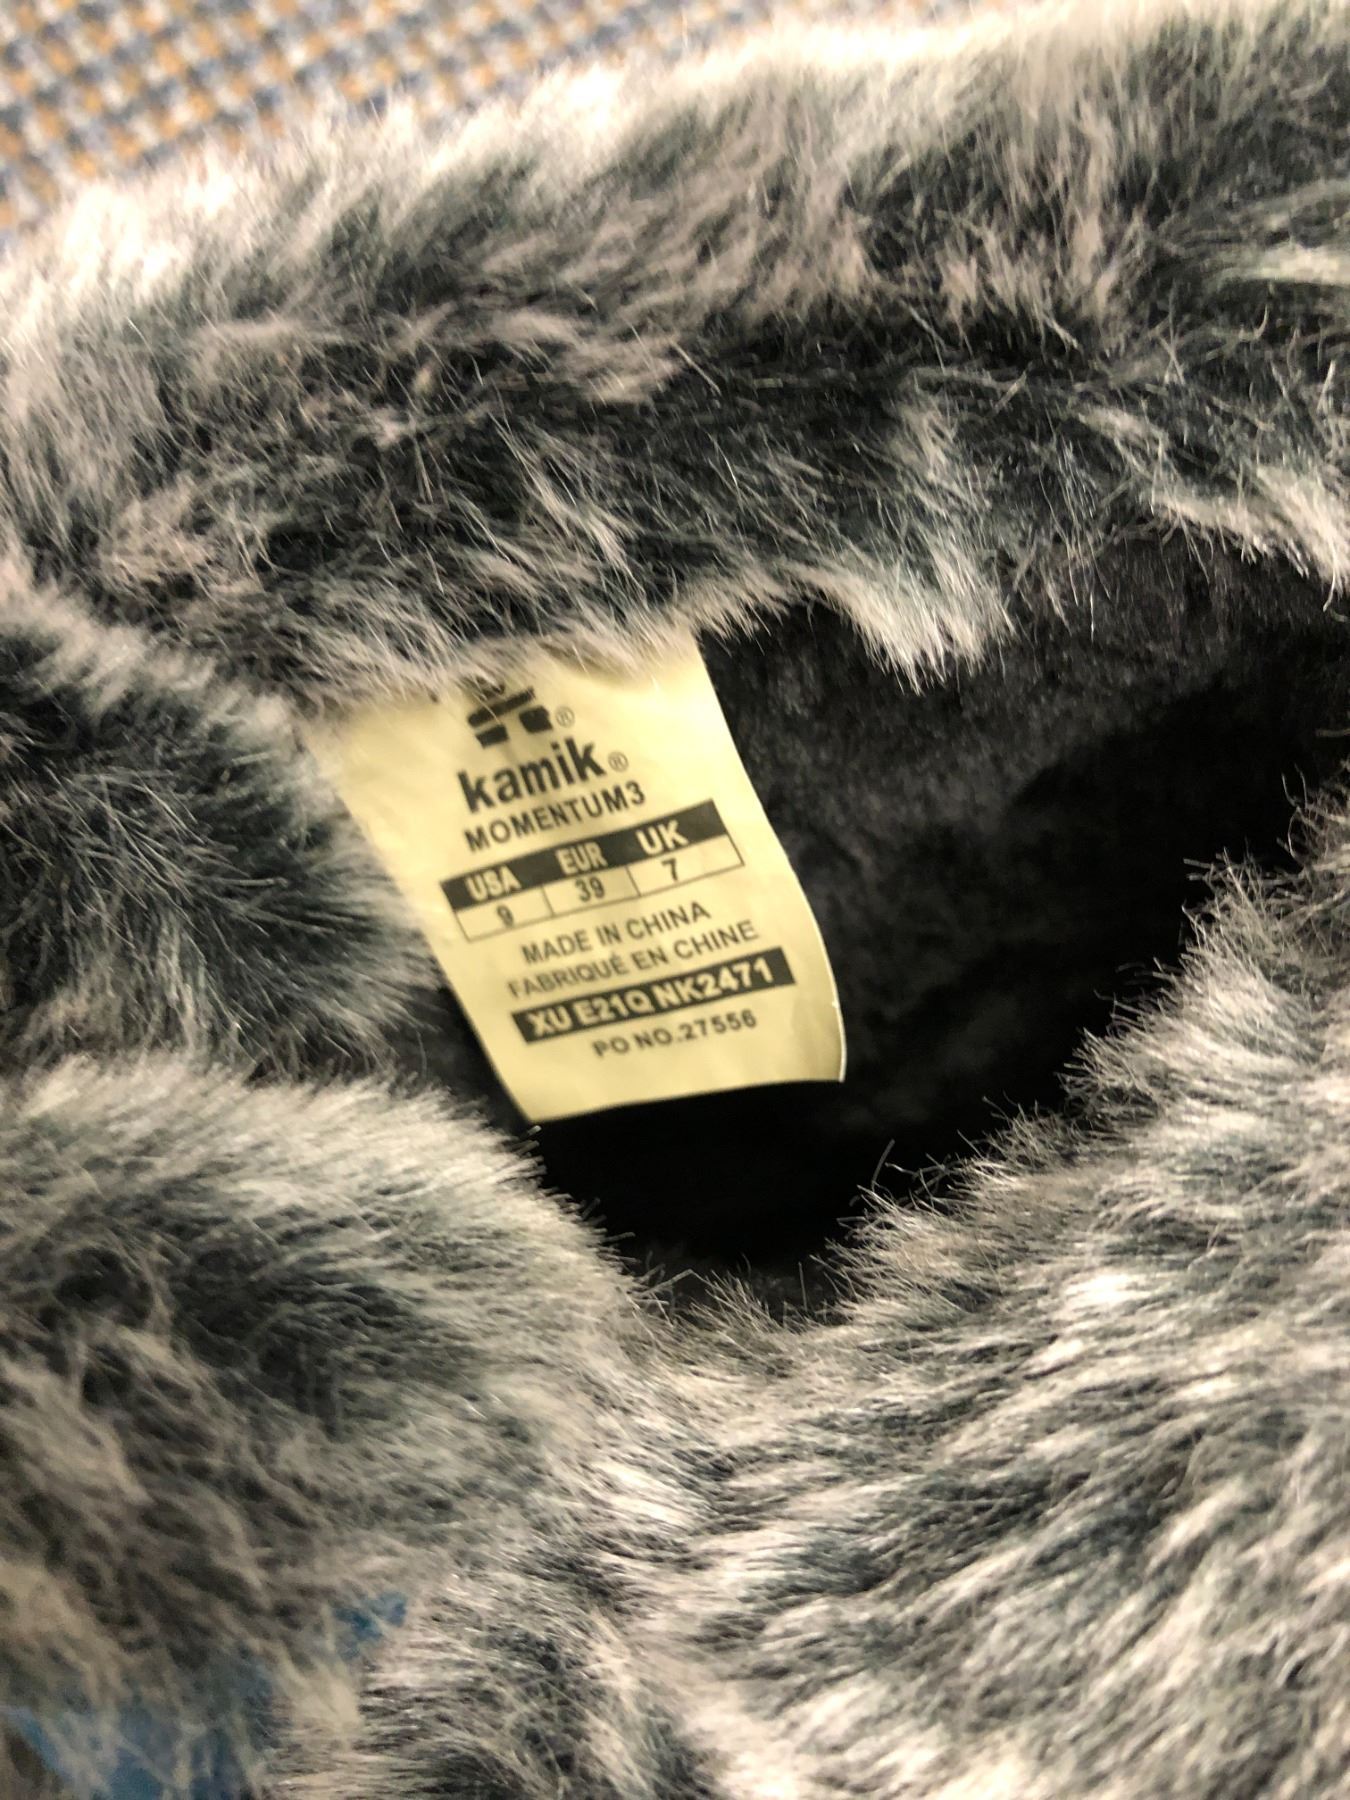 ®
kamik®
MOMENTUM3
USA EUR UK
9 39 7
MADE IN CHINA
FABRIQUÉ EN CHINE
XU E21Q NK2471
PO NO.:27556